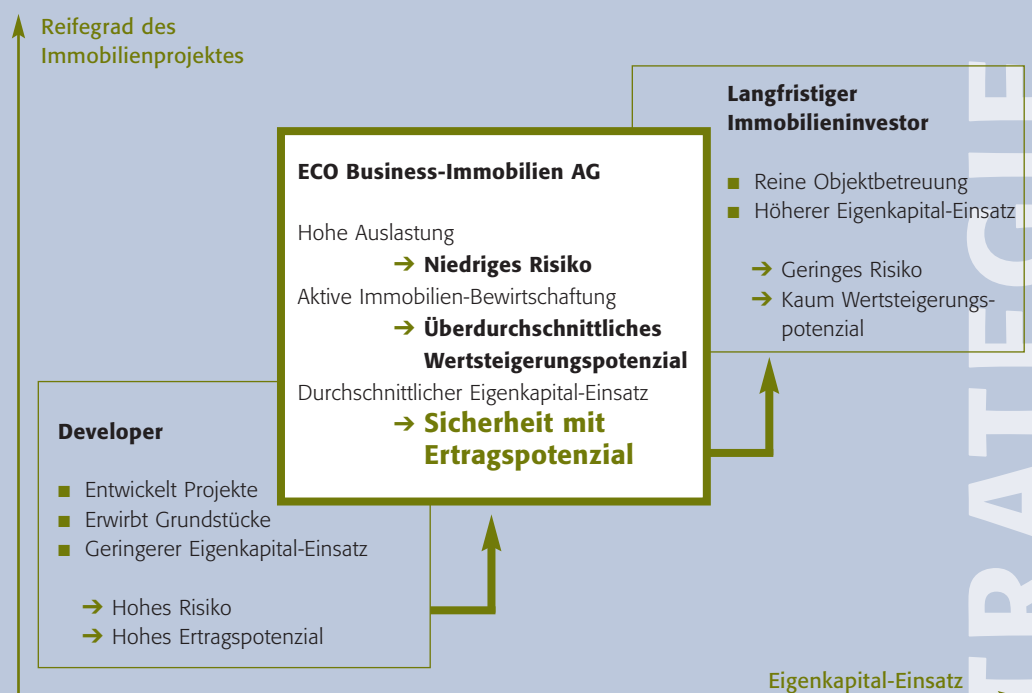 Reifegrad des
Immobilienprojektes
Langfristiger
Immobilieninvestor
■ Reine Objektbetreuung
■ Höherer Eigenkapital-Einsatz
➔ Geringes Risiko
➔ Kaum Wertsteigerungs-
potenzial
ECO Business-Immobilien AG
Hohe Auslastung
➔ Niedriges Risiko
Aktive Immobilien-Bewirtschaftung
➔ Überdurchschnittliches
Wertsteigerungspotenzial
Durchschnittlicher Eigenkapital-Einsatz
➔ Sicherheit mit
Ertragspotenzial
Developer
■ Entwickelt Projekte
■ Erwirbt Grundstücke
■ Geringerer Eigenkapital-Einsatz
➔ Hohes Risiko
➔ Hohes Ertragspotenzial
Eigenkapital-Einsatz
TRATEGIE